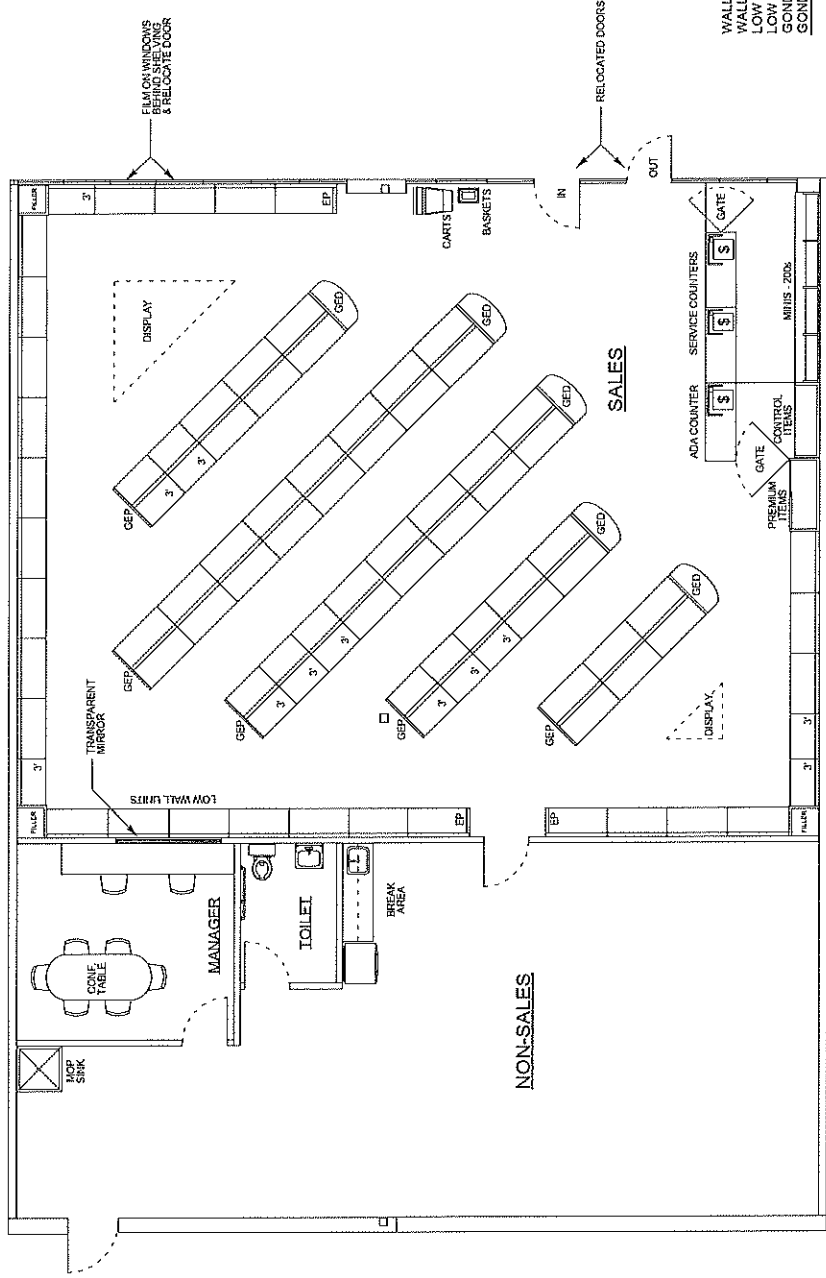 FILM ON WINDOWS
BEHIND SHELVING
& RELOCATE DOOR
RELOCATED DOORS
WALL
WALL
LOW
LOW
GOND
GOND
FILLER
3'
EP
CARTS
BASKETS
IN
OUT
GATE
SERVICE COUNTERS
$
$
$
ADA COUNTER
MINIS - 200s
CONTROL
ITEMS
GATE
PREMIUM
ITEMS
SALES
DISPLAY
GED
GED
GED
GED
GED
3'
3'
GEP
GEP
3'
3'
3'
GEP
3'
3'
3'
GEP
GEP
DISPLAY
3'
3'
FILLER
TRANSPARENT
MIRROR
3'
FILLER
LOW WALL UNITS
EP
EP
CONF.
TABLE
MANAGER
TOILET
BREAK
AREA
MOP
SINK
NON-SALES